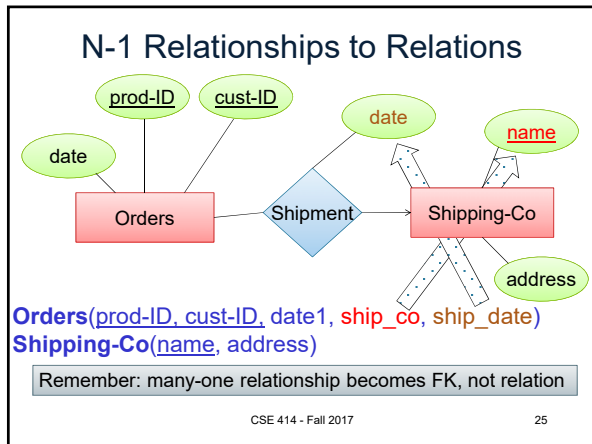 N-1 Relationships to Relations
prod-ID
cust-ID
date
name
date
Orders
Shipment
Shipping-Co
address
Orders(prod-ID, cust-ID, date1, ship_co, ship_date)
Shipping-Co(name, address)
Remember: many-one relationship becomes FK, not relation
CSE 414 - Fall 2017
25